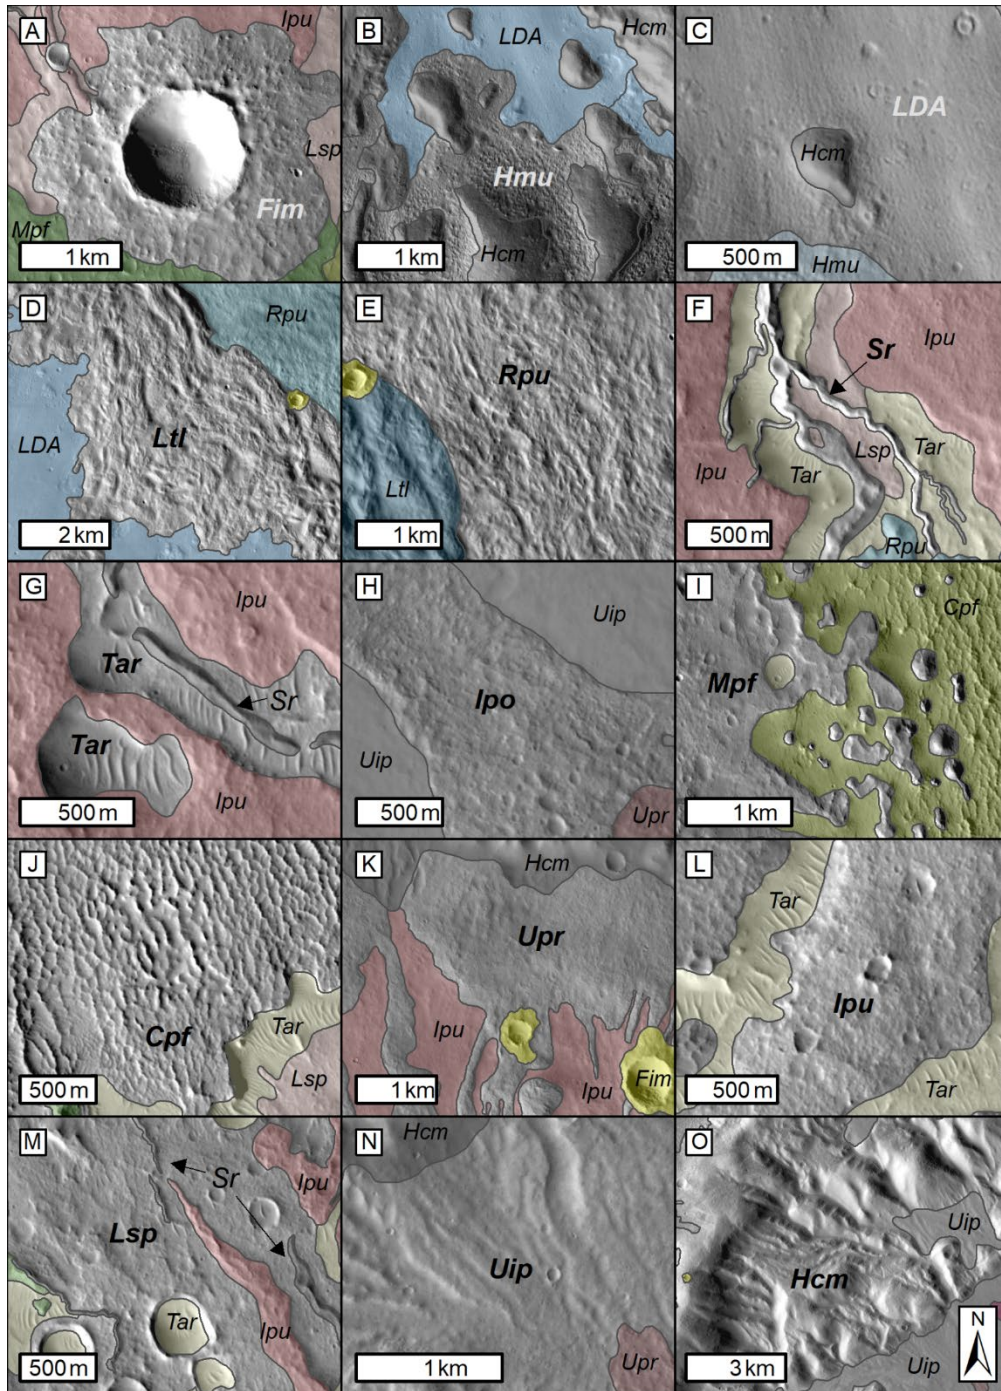 A
Ipu
Lsp
Fim
Mpf
1 km
B
LDA
Hcm
Hmu
Hcm
1 km
C
LDA
Hcm
500 m
Hmu
D
Rpu
LDA
Ltl
2 km
E
Rpu
Ltl
1 km
F
Sr
Ipu
Ipu
Tar
Lsp
Tar
500 m
Rpu
G
Ipu
Tar
Sr
Tar
Ipu
500 m
H
Uip
Ipo
Uip
500 m
Upr
I
Cpf
Mpf
1 km
J
Cpf
Tar
Lsp
500 m
K
Hcm
Upr
Ipu
Ipu
Fim
1 km
L
Tar
Ipu
Tar
500 m
M
Sr
Ipu
Lsp
Tar
Ipu
500 m
N
Hcm
Uip
Upr
1 km
O
Uip
Hcm
N
Uip
3 km